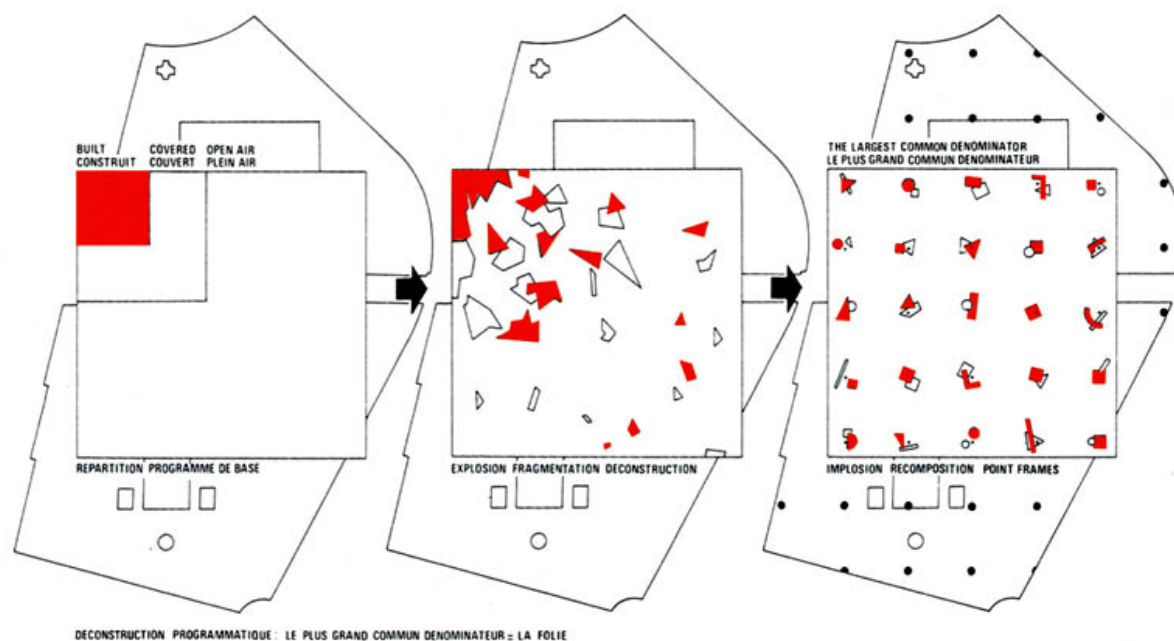 BUILT COVERED OPEN AIR
CONSTRUIT COUVERT PLEIN AIR
REPARTITION PROGRAMME DE BASE
EXPLOSION FRAGMENTATION DECONSTRUCTION
THE LARGEST COMMON DENOMINATOR
LE PLUS GRAND COMMUN DENOMINATEUR
IMPLOSION RECOMPOSITION POINT FRAMES
DECONSTRUCTION PROGRAMMATIQUE: LE PLUS GRAND COMMUN DENOMINATEUR = LA FOLIE